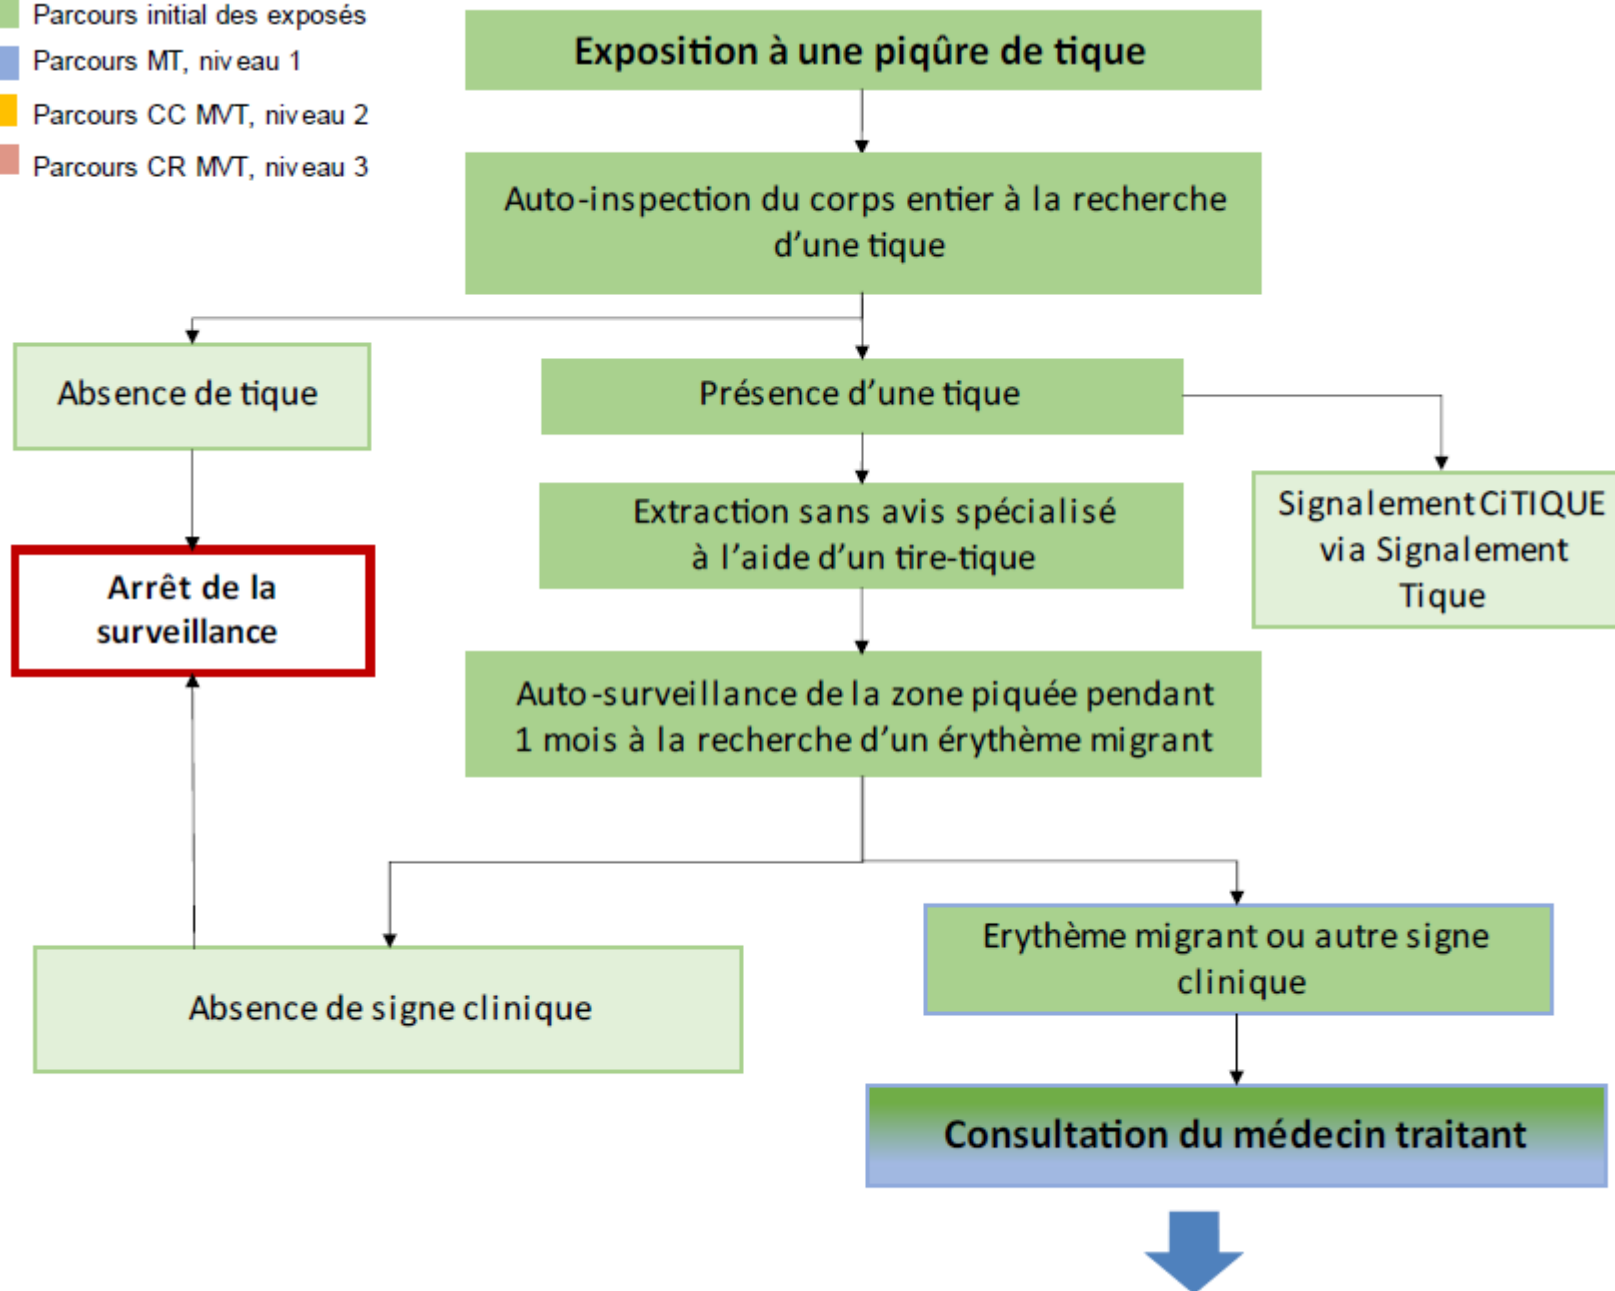 Parcours initial des exposés
Parcours MT, niveau 1
Parcours CC MVT, niveau 2
Parcours CR MVT, niveau 3
Exposition à une piqûre de tique
Auto-inspection du corps entier à la recherche
d’une tique
Absence de tique
Présence d’une tique
Extraction sans avis spécialisé
à l’aide d’un tire-tique
Signalement CiTIQUE
via Signalement
Tique
Arrêt de la
surveillance
Auto-surveillance de la zone piquée pendant
1 mois à la recherche d’un érythème migrant
Absence de signe clinique
Erythème migrant ou autre signe
clinique
Consultation du médecin traitant